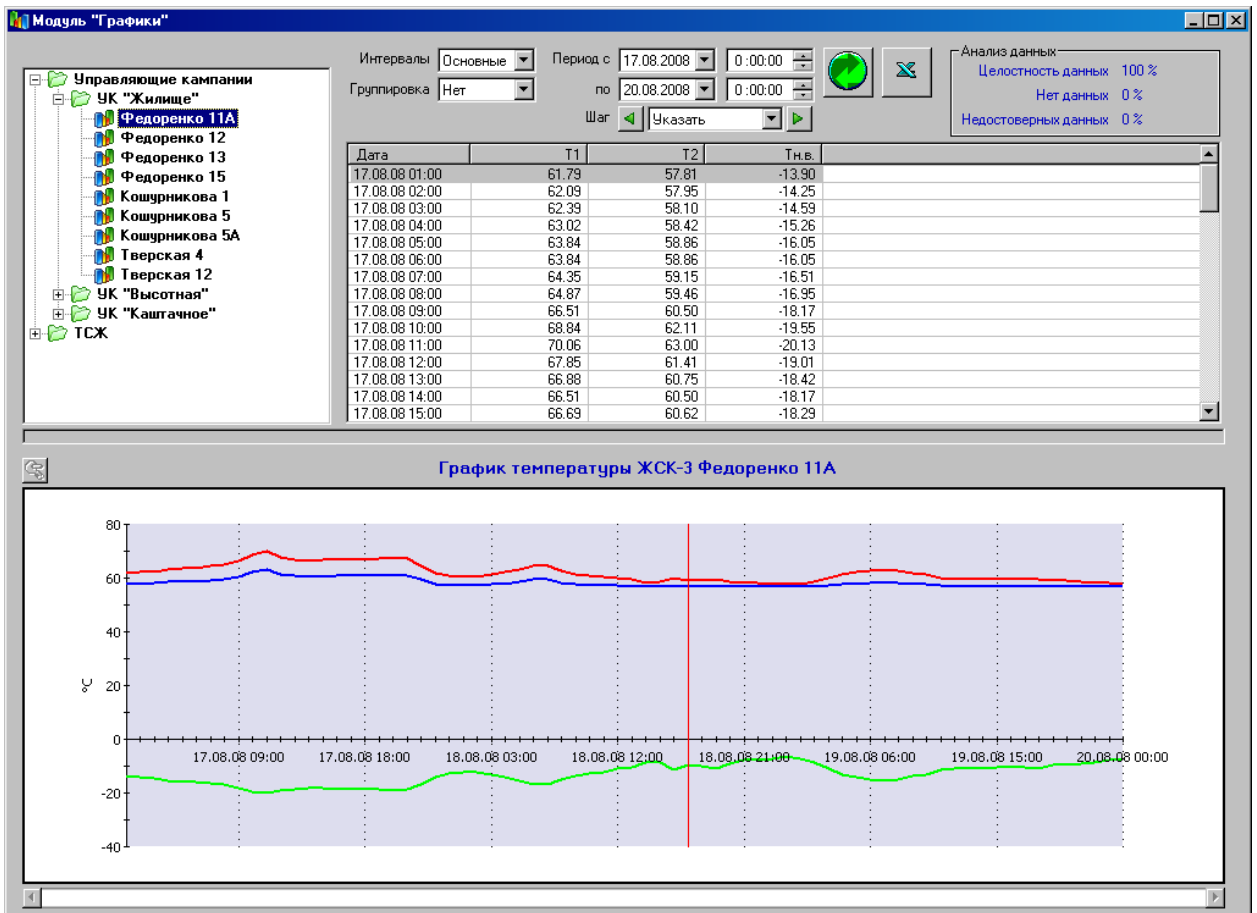 Модуль "Графики"
Интервалы Основные Период с 17.08.2008 0 :00:00
Группировка Нет по 20.08.2008 0 :00:00
Шаг Указать
Анализ данных
Целостность данных 100 %
Нет данных 0 %
Недостоверных данных 0 %
Управляющие кампании
УК "Жилище"
Федоренко 11А
Федоренко 12
Федоренко 13
Федоренко 15
Кошурникова 1
Кошурникова 5
Кошурникова 5А
Тверская 4
Тверская 12
УК "Высотная"
УК "Каштачное"
ТСЖ
Дата T1 T2 Тн.в.
17.08.08 01:00 61.79 57.81 -13.90
17.08.08 02:00 62.09 57.95 -14.25
17.08.08 03:00 62.39 58.10 -14.59
17.08.08 04:00 63.02 58.42 -15.26
17.08.08 05:00 63.84 58.86 -16.05
17.08.08 06:00 63.84 58.86 -16.05
17.08.08 07:00 64.35 59.15 -16.51
17.08.08 08:00 64.87 59.46 -16.95
17.08.08 09:00 66.51 60.50 -18.17
17.08.08 10:00 68.84 62.11 -19.55
17.08.08 11:00 70.06 63.00 -20.13
17.08.08 12:00 67.85 61.41 -19.01
17.08.08 13:00 66.88 60.75 -18.42
17.08.08 14:00 66.51 60.50 -18.17
17.08.08 15:00 66.69 60.62 -18.29
График температуры ЖСК-3 Федоренко 11А
80
60
40
°C
20
0
17.08.08 09:00 17.08.08 18:00 18.08.08 03:00 18.08.08 12:00 18.08.08 21:00 19.08.08 06:00 19.08.08 15:00 20.08.08 00:00
-20
-40